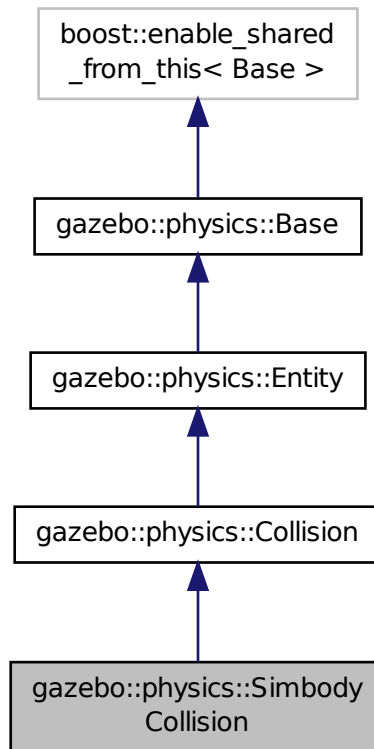 boost::enable_shared
_from_this< Base >
gazebo::physics::Base
gazebo::physics::Entity
gazebo::physics::Collision
gazebo::physics::Simbody
Collision